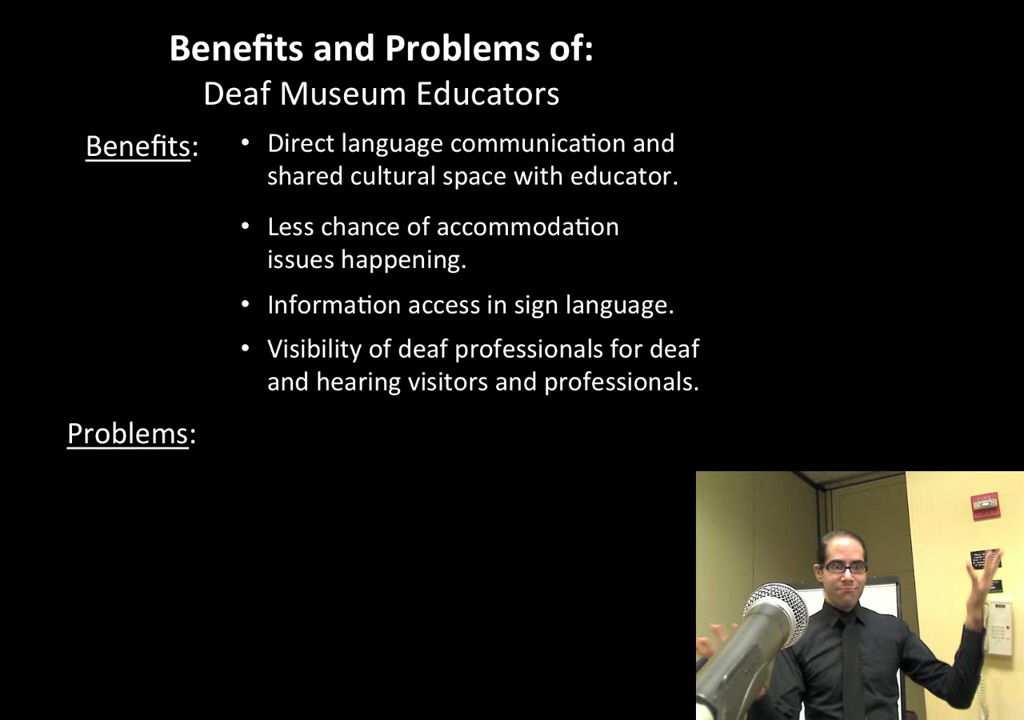 Benefits and Problems of:
Deaf Museum Educators
Benefits:
• Direct language communication and
shared cultural space with educator.
• Less chance of accommodation
issues happening.
• Information access in sign language.
• Visibility of deaf professionals for deaf
and hearing visitors and professionals.
Problems: